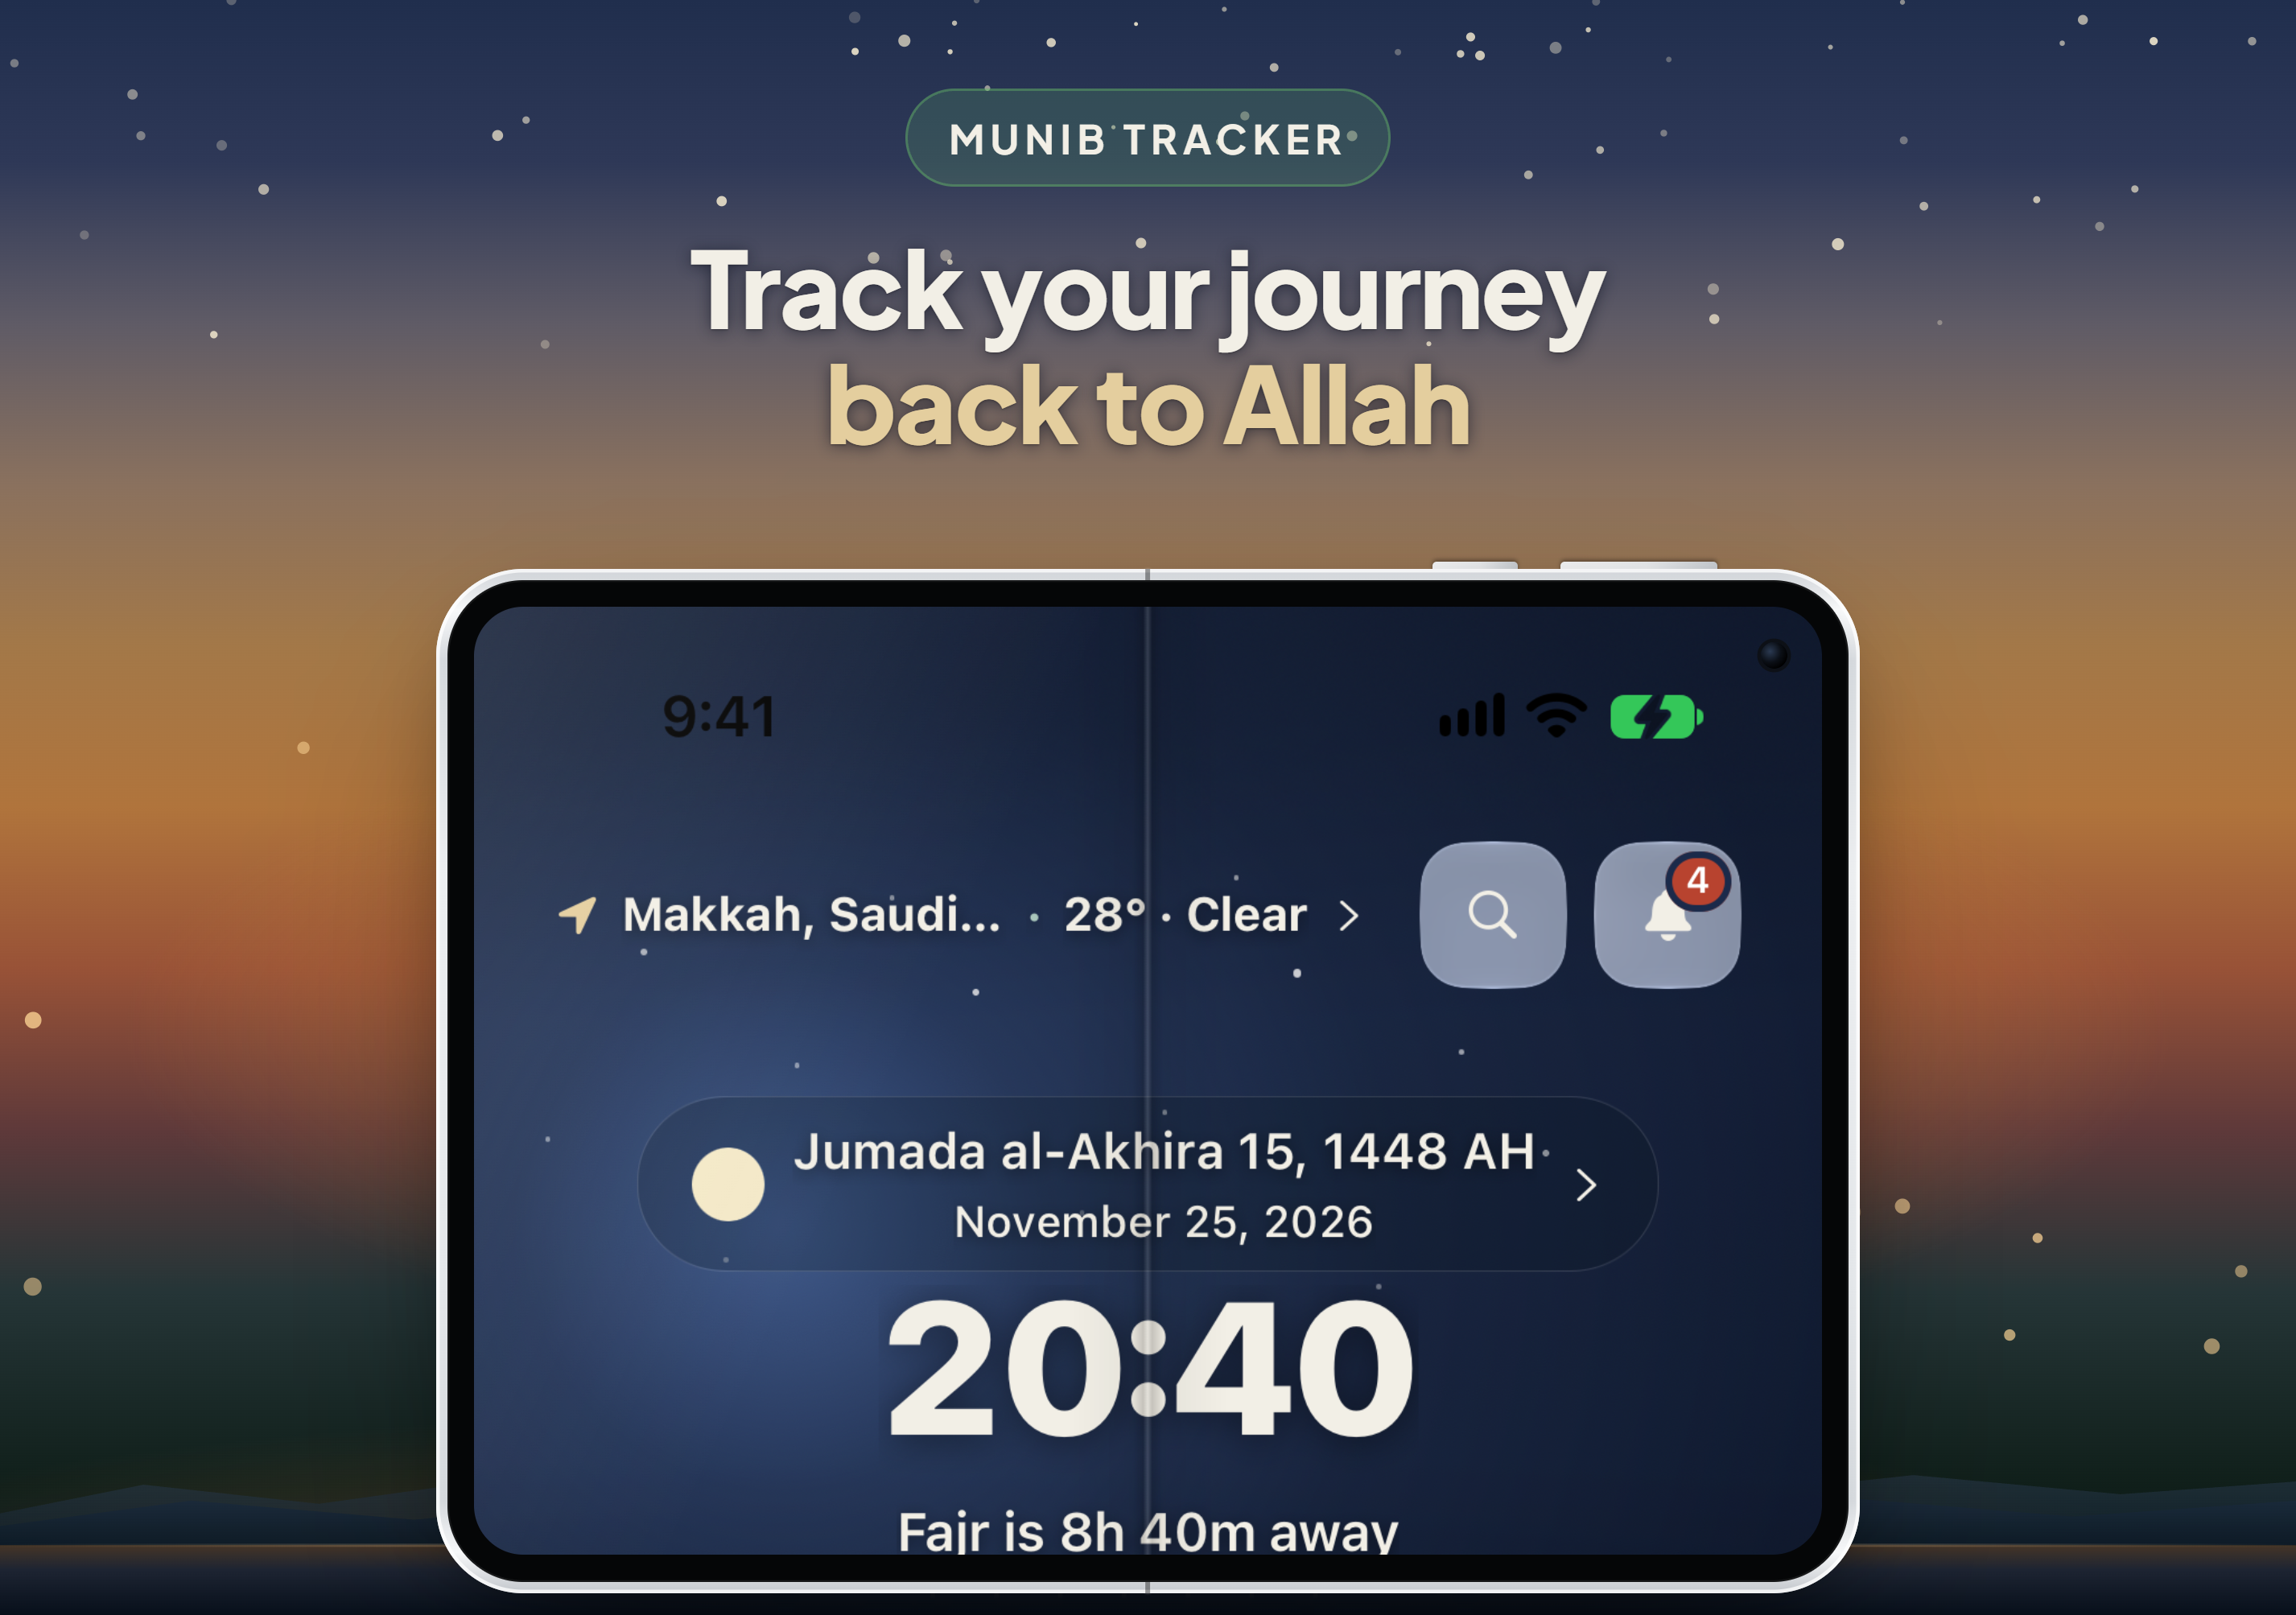 MUNIB TRACKER
Track your journey
back to Allah
9:41
Makkah, Saudi... · 28° · Clear
4
Jumada al-Akhira 15, 1448 AH
November 25, 2026
20:40
Fajr is 8h 40m away